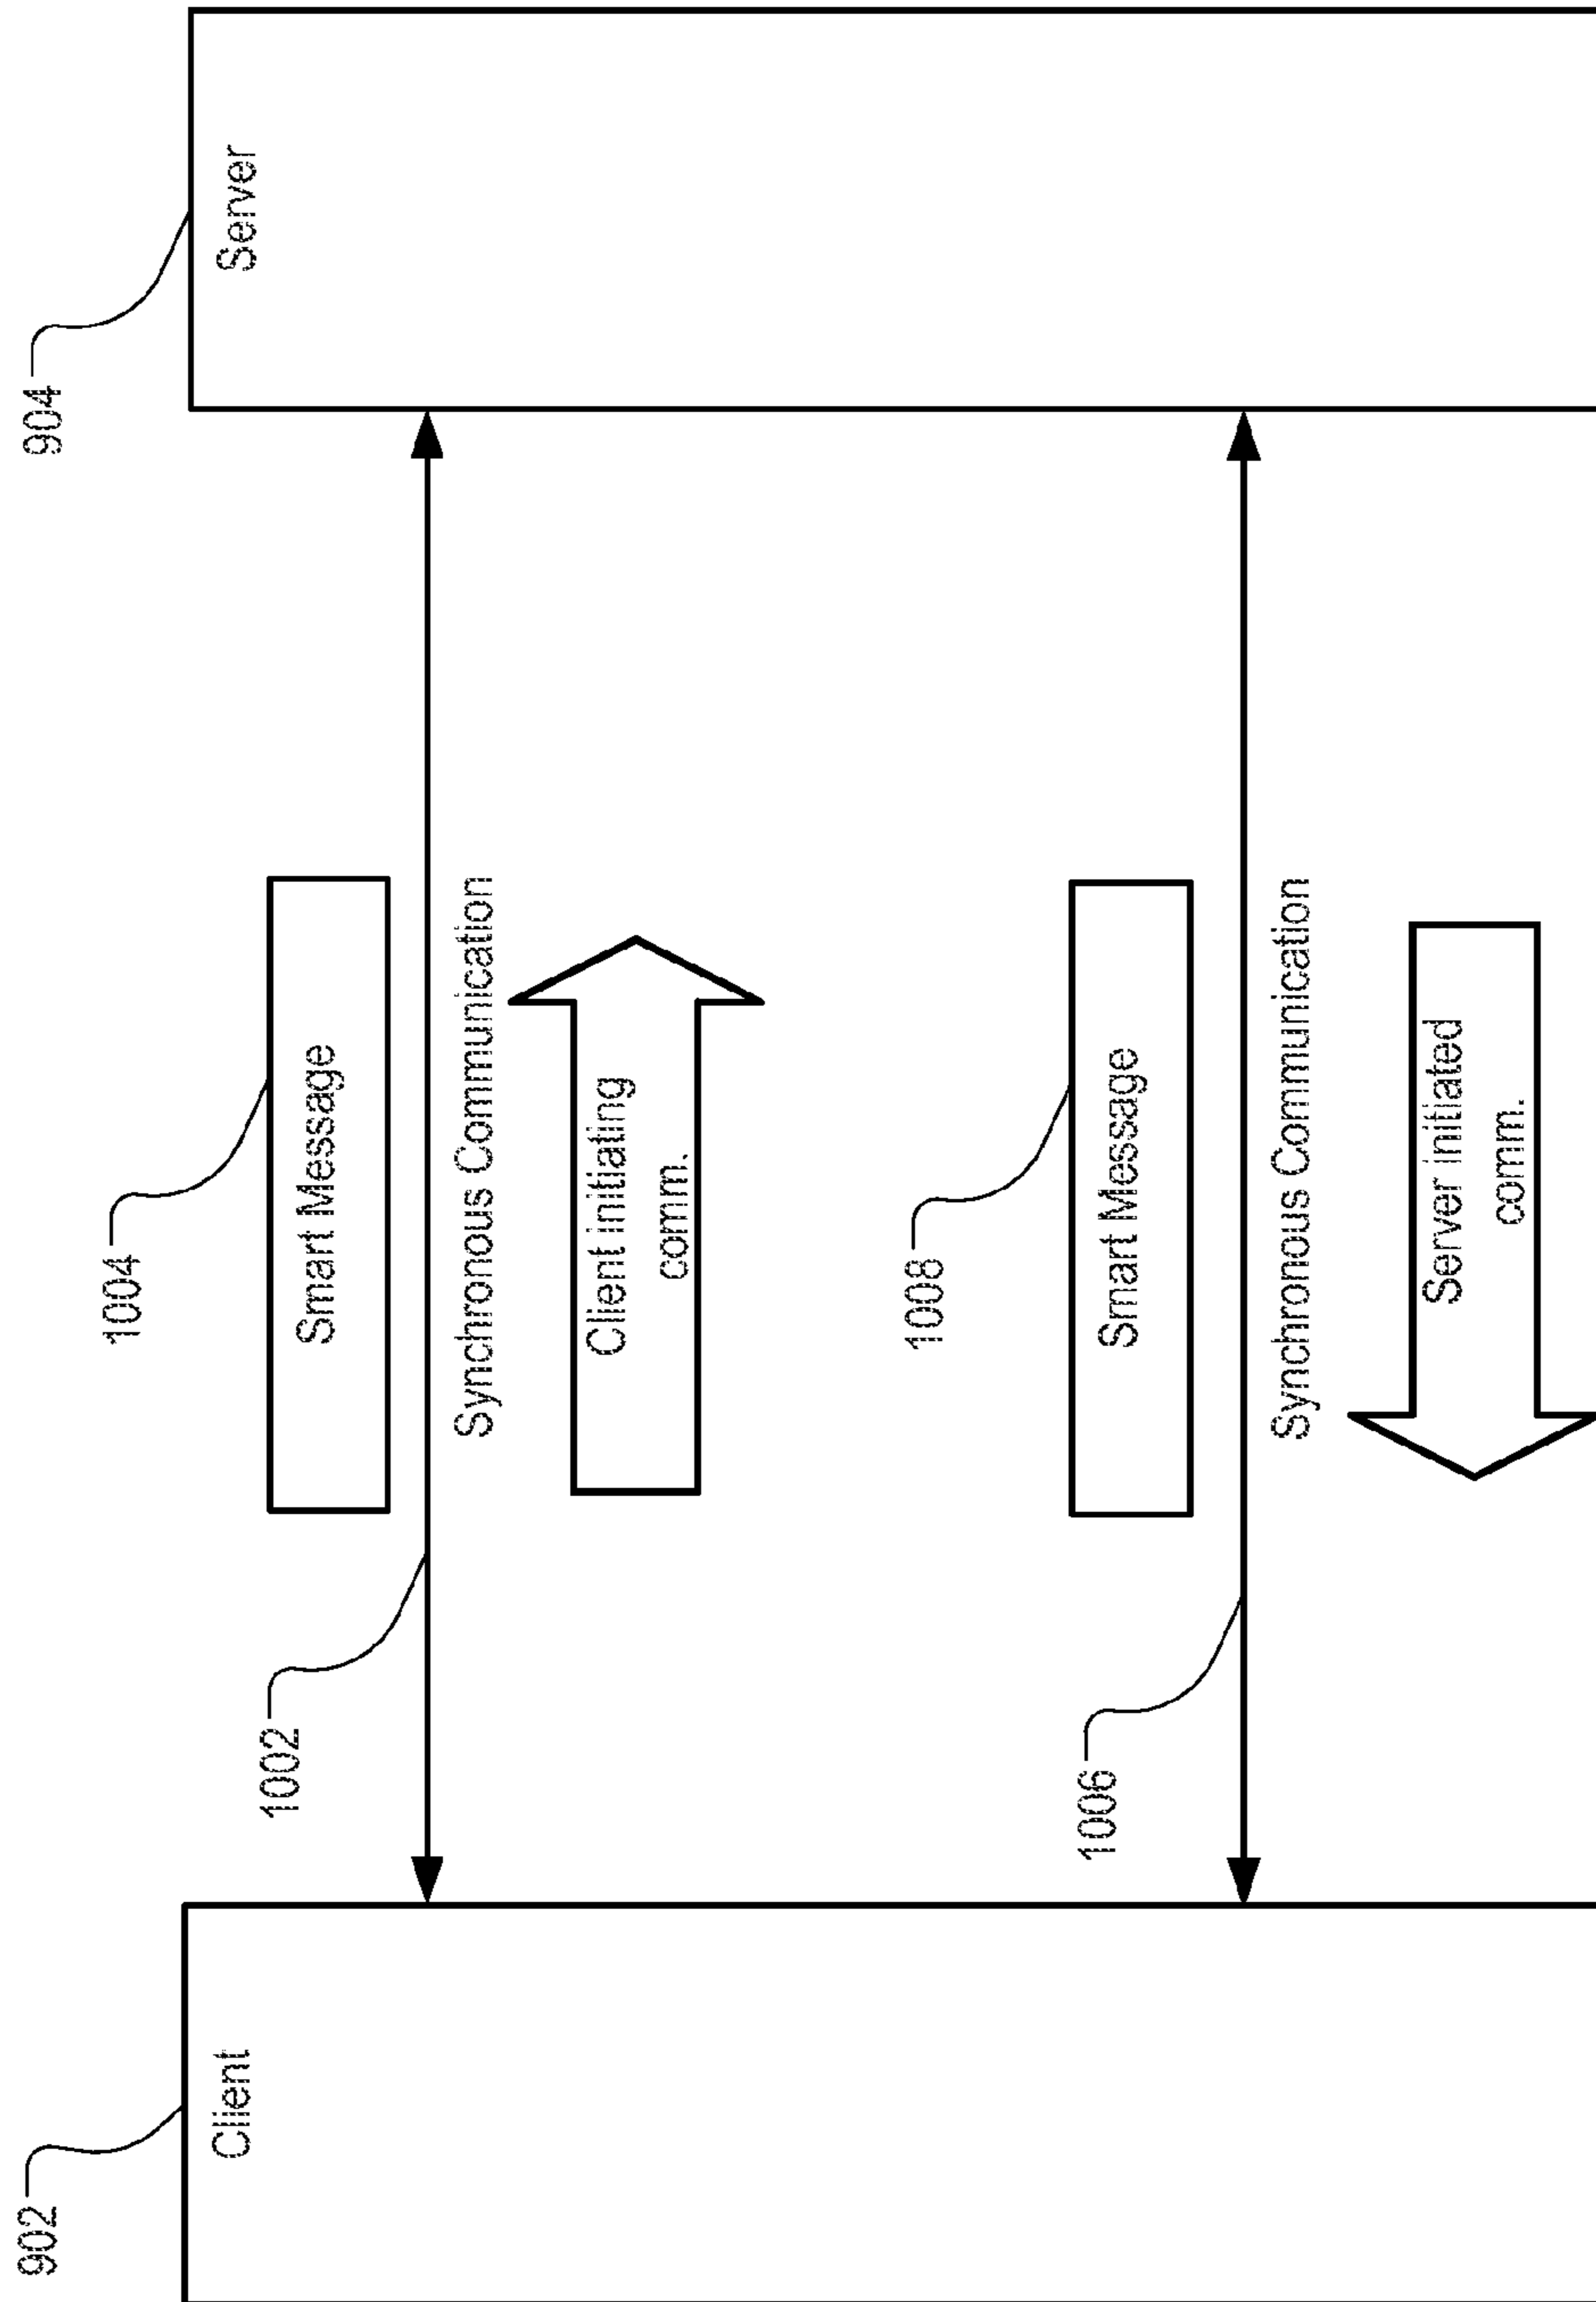 902
Client
904
Server
1004
Smart Message
1002
Synchronous Communication
Client initiating
comm.
1008
Smart Message
1006
Synchronous Communication
Server initiated
comm.